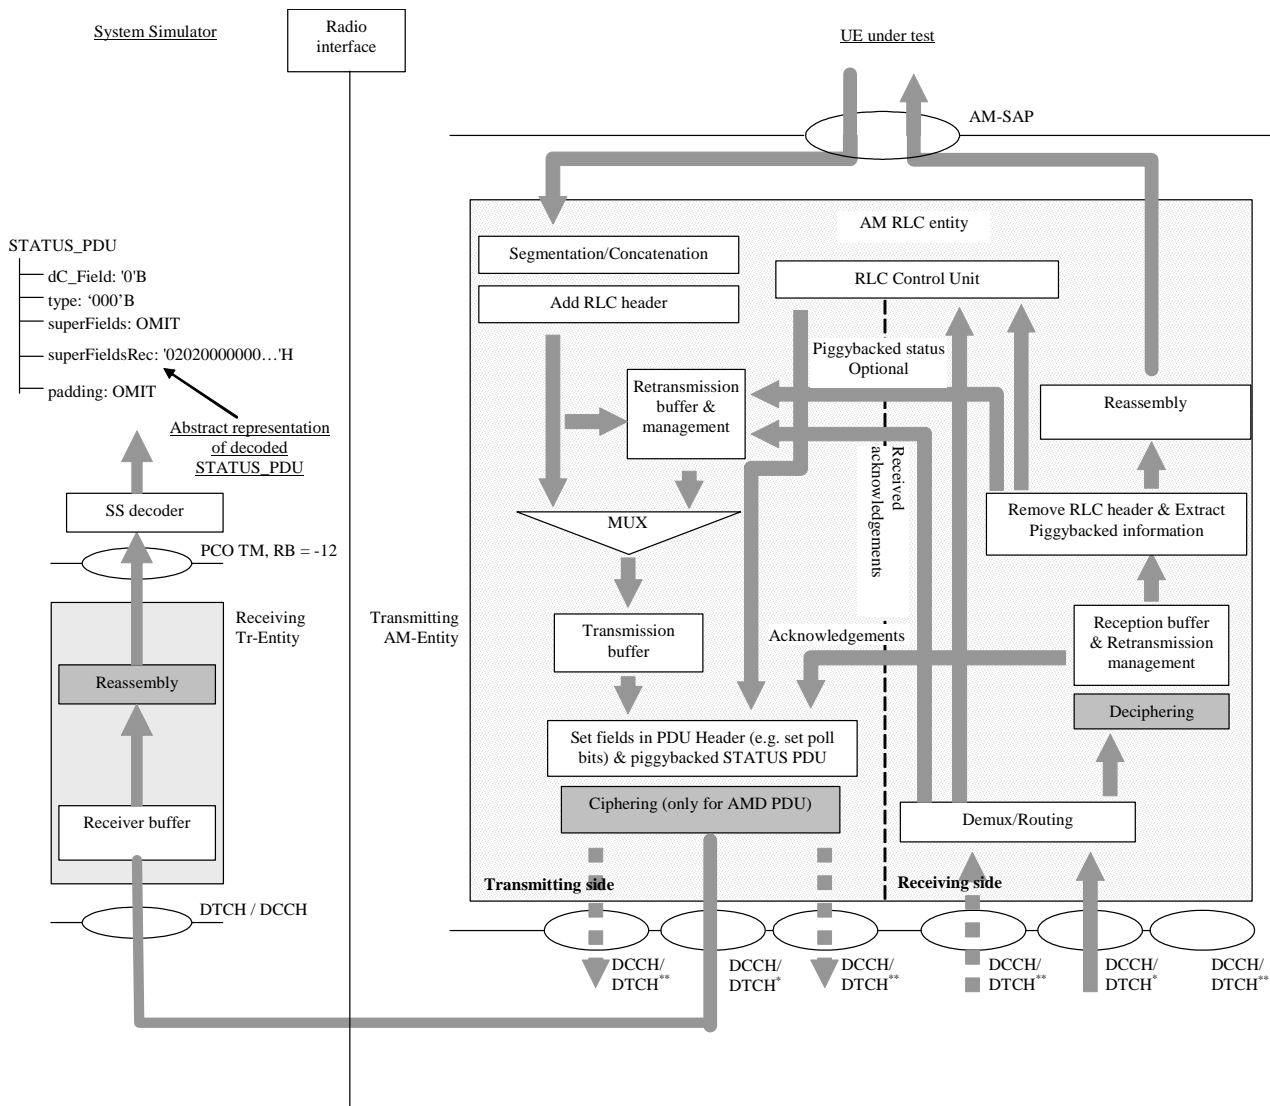 System Simulator
Radio
interface
UE under test
AM-SAP
STATUS_PDU
dC_Field: '0'B
type: ‘000’B
superFields: OMIT
superFieldsRec: '02020000000…'H
padding: OMIT
Abstract representation
of decoded
STATUS_PDU
SS decoder
PCO TM, RB = -12
Receiving
Tr-Entity
Reassembly
Receiver buffer
DTCH / DCCH
Transmitting
AM-Entity
AM RLC entity
Segmentation/Concatenation
Add RLC header
RLC Control Unit
Piggybacked status
Optional
Retransmission
buffer &
management
Reassembly
Received
acknowledgements
MUX
Remove RLC header & Extract
Piggybacked information
Transmission
buffer
Acknowledgements
Reception buffer
& Retransmission
management
Deciphering
Set fields in PDU Header (e.g. set poll
bits) & piggybacked STATUS PDU
Ciphering (only for AMD PDU)
Demux/Routing
Transmitting side
Receiving side
DCCH/
DTCH**
DCCH/
DTCH*
DCCH/
DTCH**
DCCH/
DTCH**
DCCH/
DTCH*
DCCH/
DTCH**